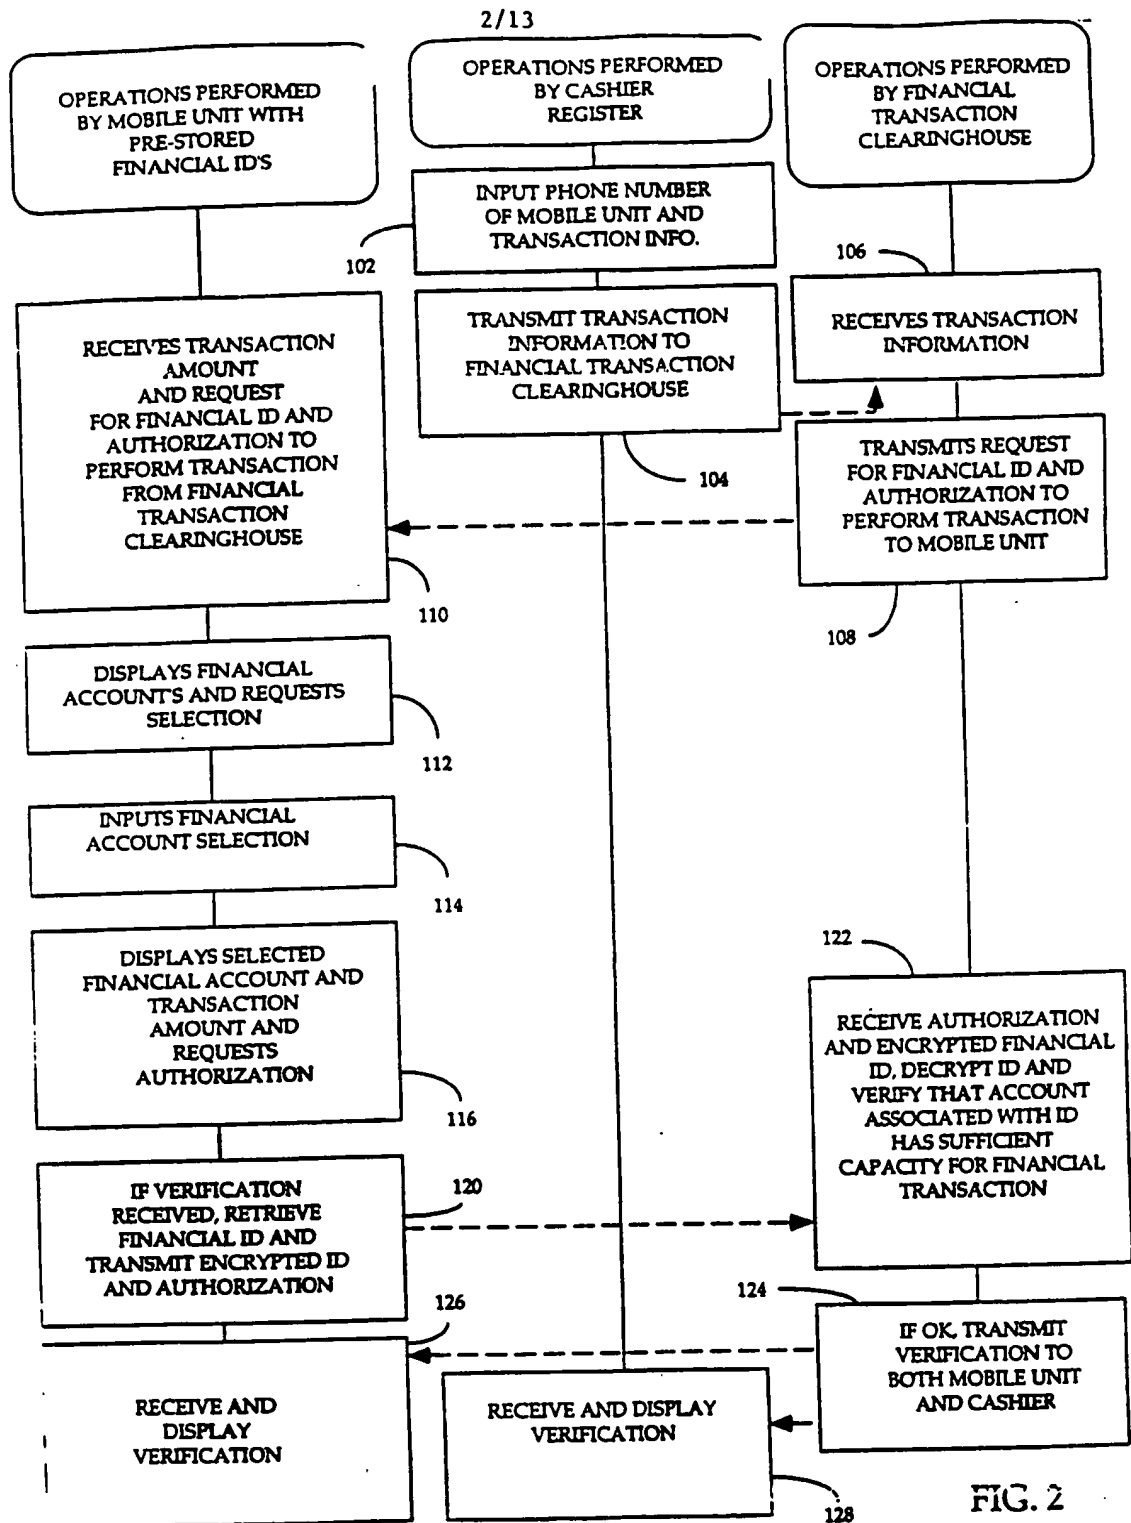 2/13
OPERATIONS PERFORMED
BY MOBILE UNIT WITH
PRE-STORED
FINANCIAL ID'S
OPERATIONS PERFORMED
BY CASHIER
REGISTER
OPERATIONS PERFORMED
BY FINANCIAL
TRANSACTION
CLEARINGHOUSE
INPUT PHONE NUMBER
OF MOBILE UNIT AND
TRANSACTION INFO.
102
106
RECEIVES TRANSACTION
AMOUNT
AND REQUEST
FOR FINANCIAL ID AND
AUTHORIZATION TO
PERFORM TRANSACTION
FROM FINANCIAL
TRANSACTION
CLEARINGHOUSE
TRANSMIT TRANSACTION
INFORMATION TO
FINANCIAL TRANSACTION
CLEARINGHOUSE
RECEIVES TRANSACTION
INFORMATION
104
TRANSMITS REQUEST
FOR FINANCIAL ID AND
AUTHORIZATION TO
PERFORM TRANSACTION
TO MOBILE UNIT
110
108
DISPLAYS FINANCIAL
ACCOUNTS AND REQUESTS
SELECTION
112
INPUTS FINANCIAL
ACCOUNT SELECTION
114
DISPLAYS SELECTED
FINANCIAL ACCOUNT AND
TRANSACTION
AMOUNT AND
REQUESTS
AUTHORIZATION
116
122
RECEIVE AUTHORIZATION
AND ENCRYPTED FINANCIAL
ID, DECRYPT ID AND
VERIFY THAT ACCOUNT
ASSOCIATED WITH ID
HAS SUFFICIENT
CAPACITY FOR FINANCIAL
TRANSACTION
IF VERIFICATION
RECEIVED, RETRIEVE
FINANCIAL ID AND
TRANSMIT ENCRYPTED ID
AND AUTHORIZATION
120
126
124
IF OK, TRANSMIT
VERIFICATION TO
BOTH MOBILE UNIT
AND CASHIER
RECEIVE AND
DISPLAY
VERIFICATION
RECEIVE AND DISPLAY
VERIFICATION
128
FIG. 2